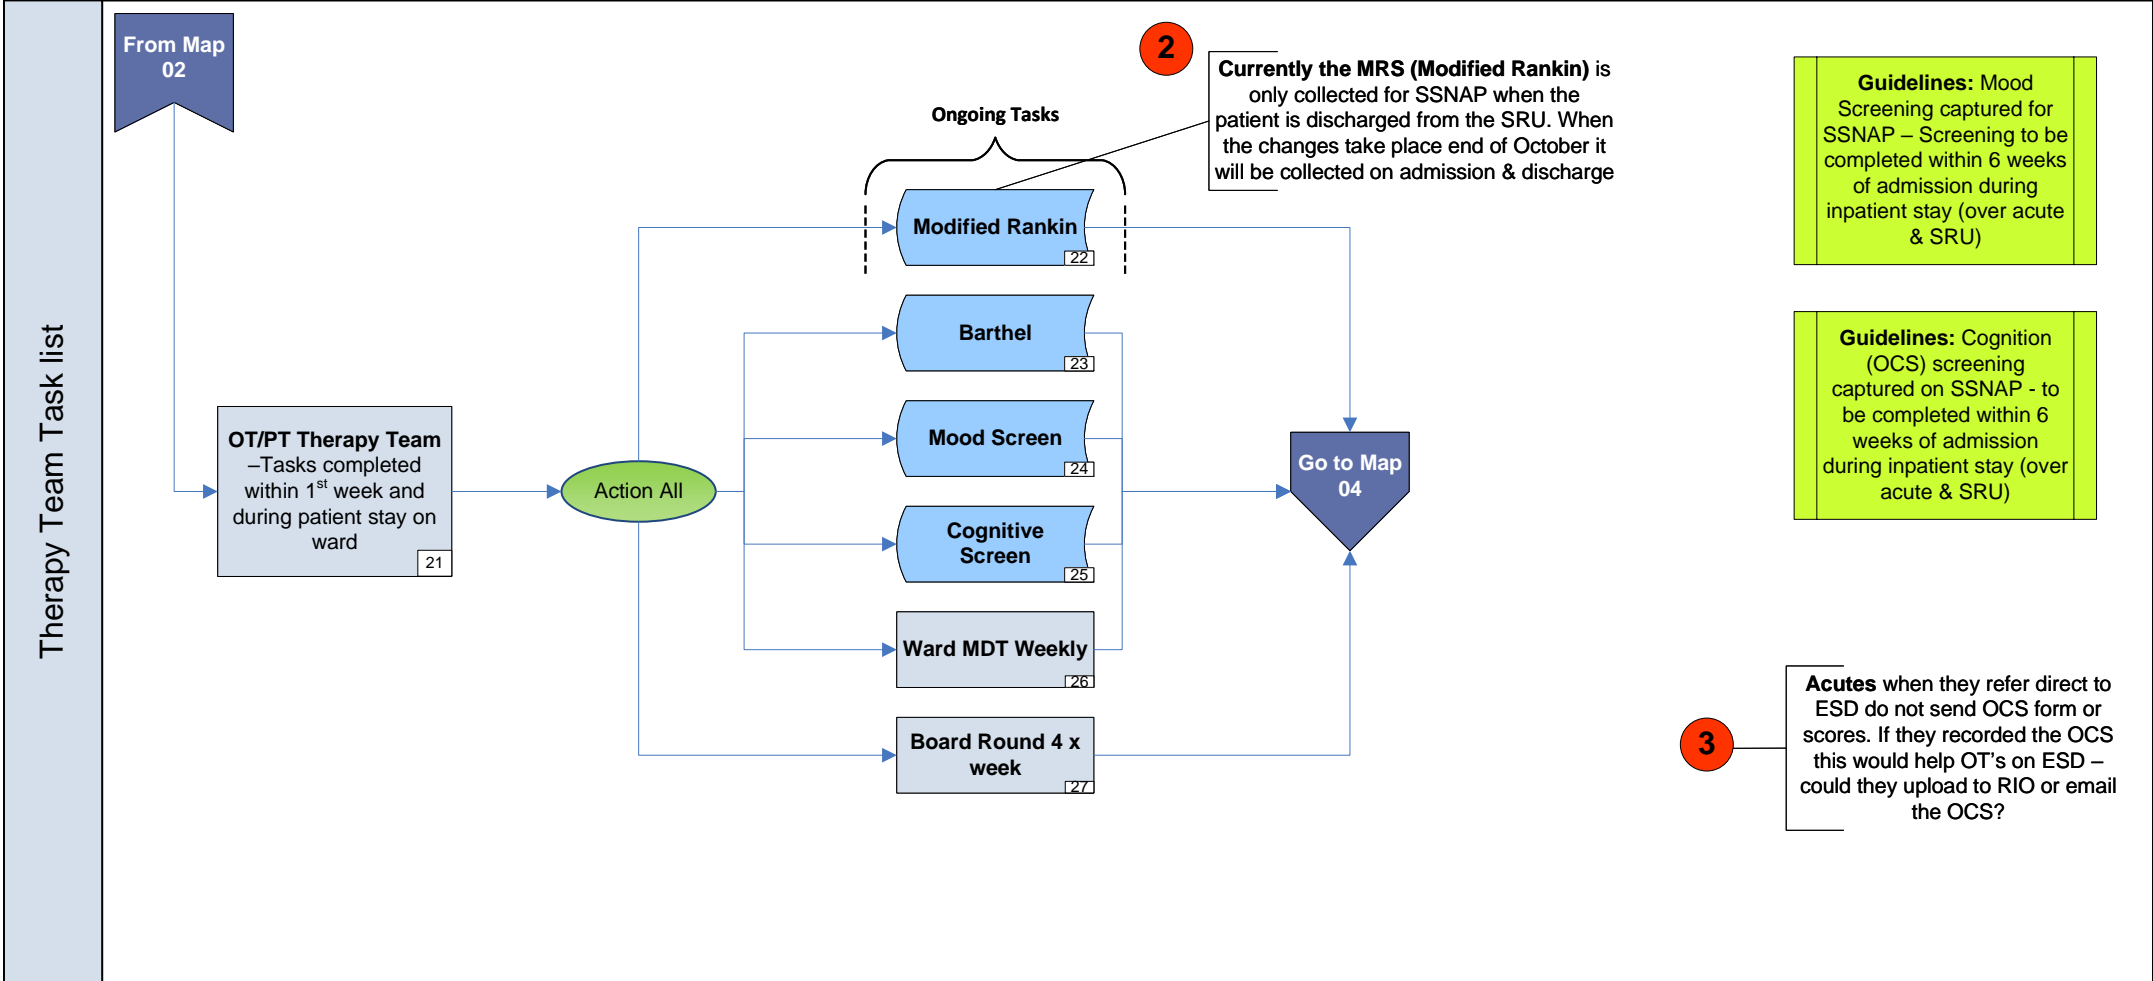 Therapy Team Task list
From Map
02
OT/PT Therapy Team
–Tasks completed
within 1st week and
during patient stay on
ward
21
Action All
Ongoing Tasks
Modified Rankin
22
Barthel
23
Mood Screen
24
Cognitive
Screen
25
Ward MDT Weekly
26
Board Round 4 x
week
27
2
Currently the MRS (Modified Rankin) is
only collected for SSNAP when the
patient is discharged from the SRU. When
the changes take place end of October it
will be collected on admission & discharge
Go to Map
04
Guidelines: Mood
Screening captured for
SSNAP – Screening to be
completed within 6 weeks
of admission during
inpatient stay (over acute
& SRU)
Guidelines: Cognition
(OCS) screening
captured on SSNAP - to
be completed within 6
weeks of admission
during inpatient stay (over
acute & SRU)
3
Acutes when they refer direct to
ESD do not send OCS form or
scores. If they recorded the OCS
this would help OT's on ESD –
could they upload to RIO or email
the OCS?